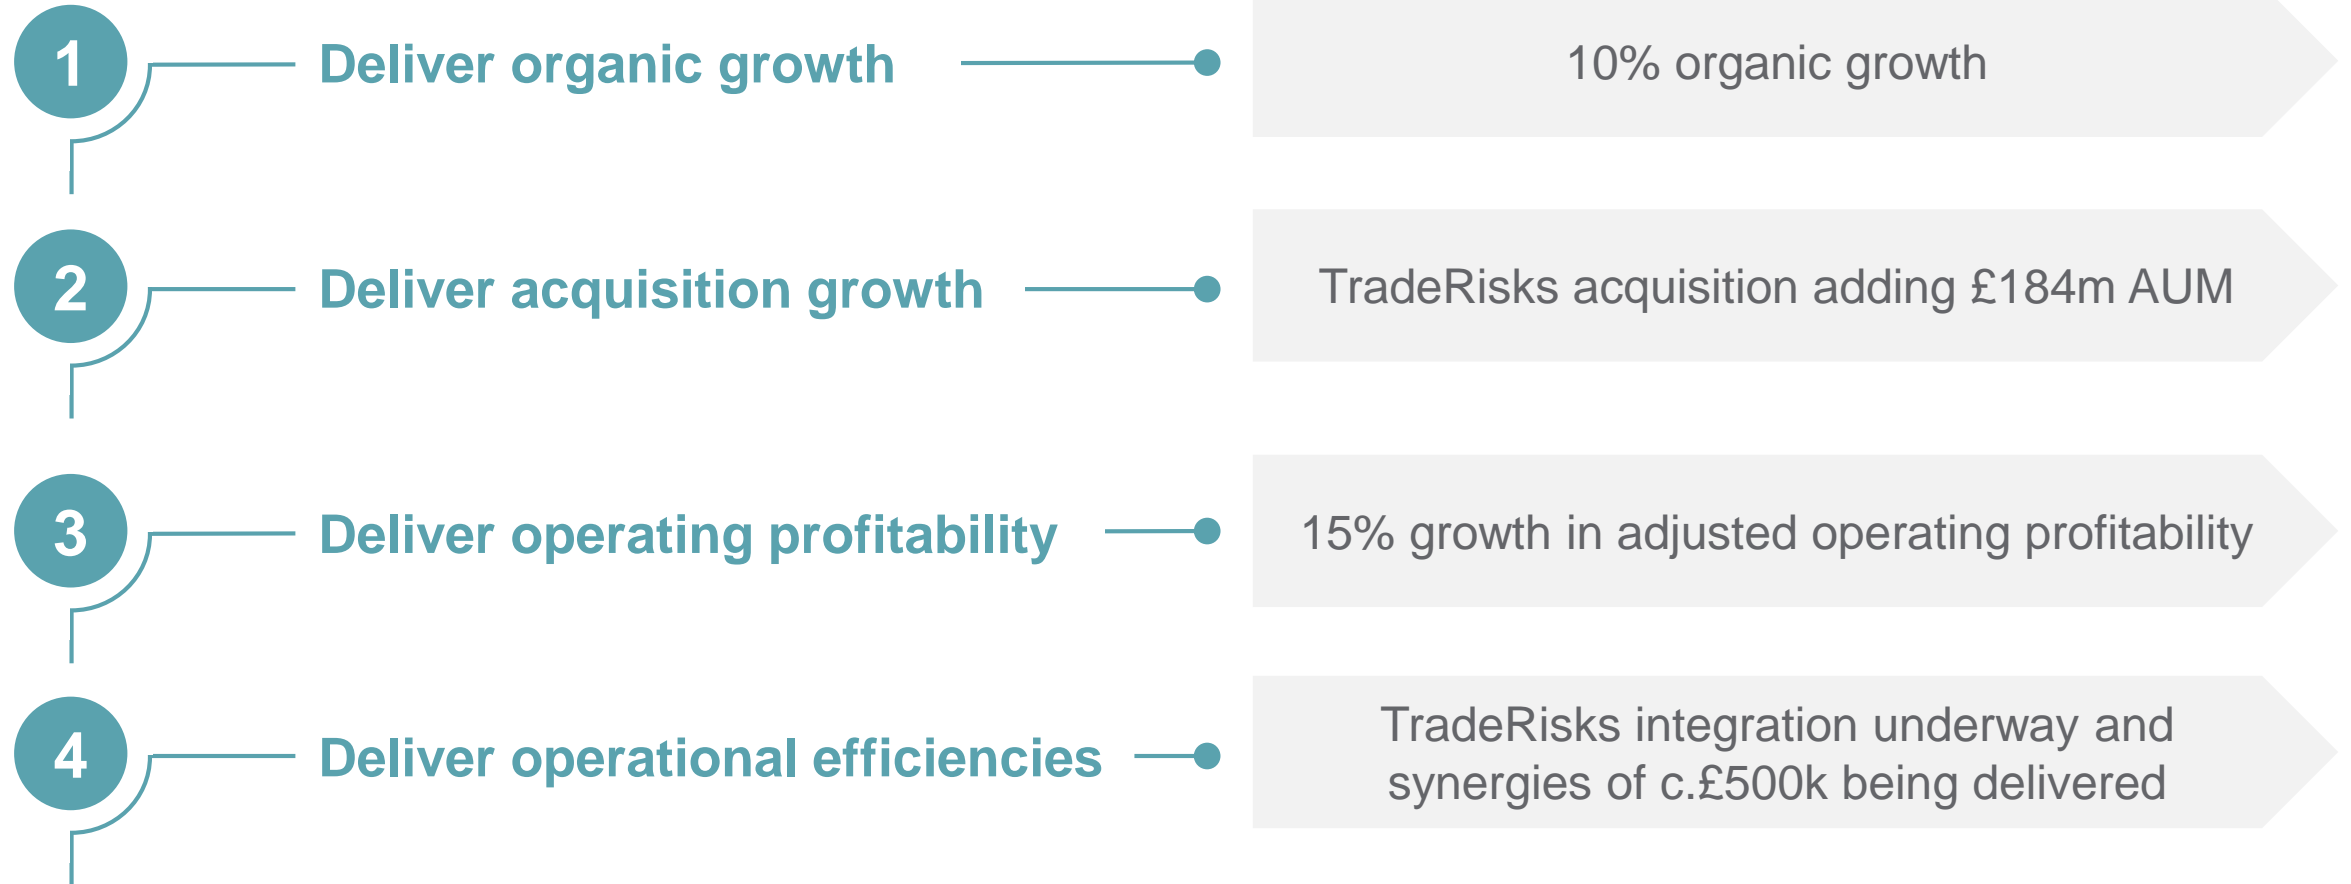 1
Deliver organic growth
10% organic growth
2
Deliver acquisition growth
TradeRisks acquisition adding £184m AUM
3
Deliver operating profitability
15% growth in adjusted operating profitability
4
Deliver operational efficiencies
TradeRisks integration underway and
synergies of c.£500k being delivered